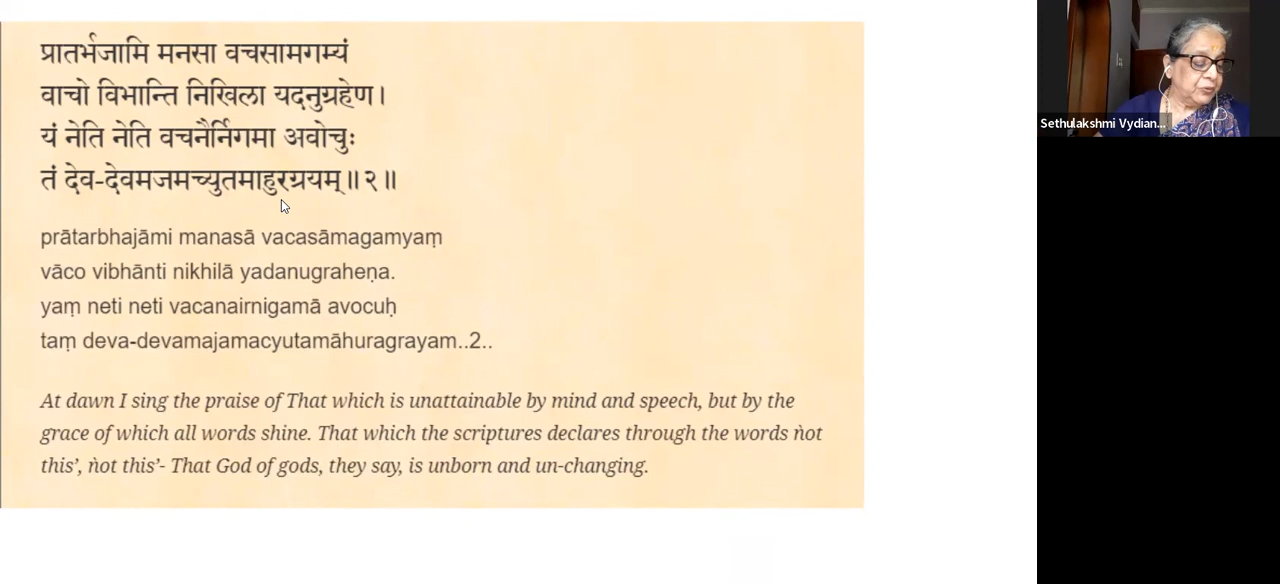 प्रातर्भजामि मनसा वचसामगम्यं
वाचो विभान्ति निखिला यदनुग्रहेण।
यं नेति नेति वचनैर्निगमा अवोचुः
तं देव-देवमजमच्युतमाहुरग्रयम्॥२॥
prātarbhajāmi manasā vacasāmagamyaṃ
vāco vibhānti nikhilā yadanugraheṇa.
yaṃ neti neti vacanairnigamā avocuḥ
taṃ deva-devamajamacyutamāhuragrayam..2..
At dawn I sing the praise of That which is unattainable by mind and speech, but by the
grace of which all words shine. That which the scriptures declares through the words ǹot
this’, ǹot this’- That God of gods, they say, is unborn and un-changing.
Sethulakshmi Vydian...